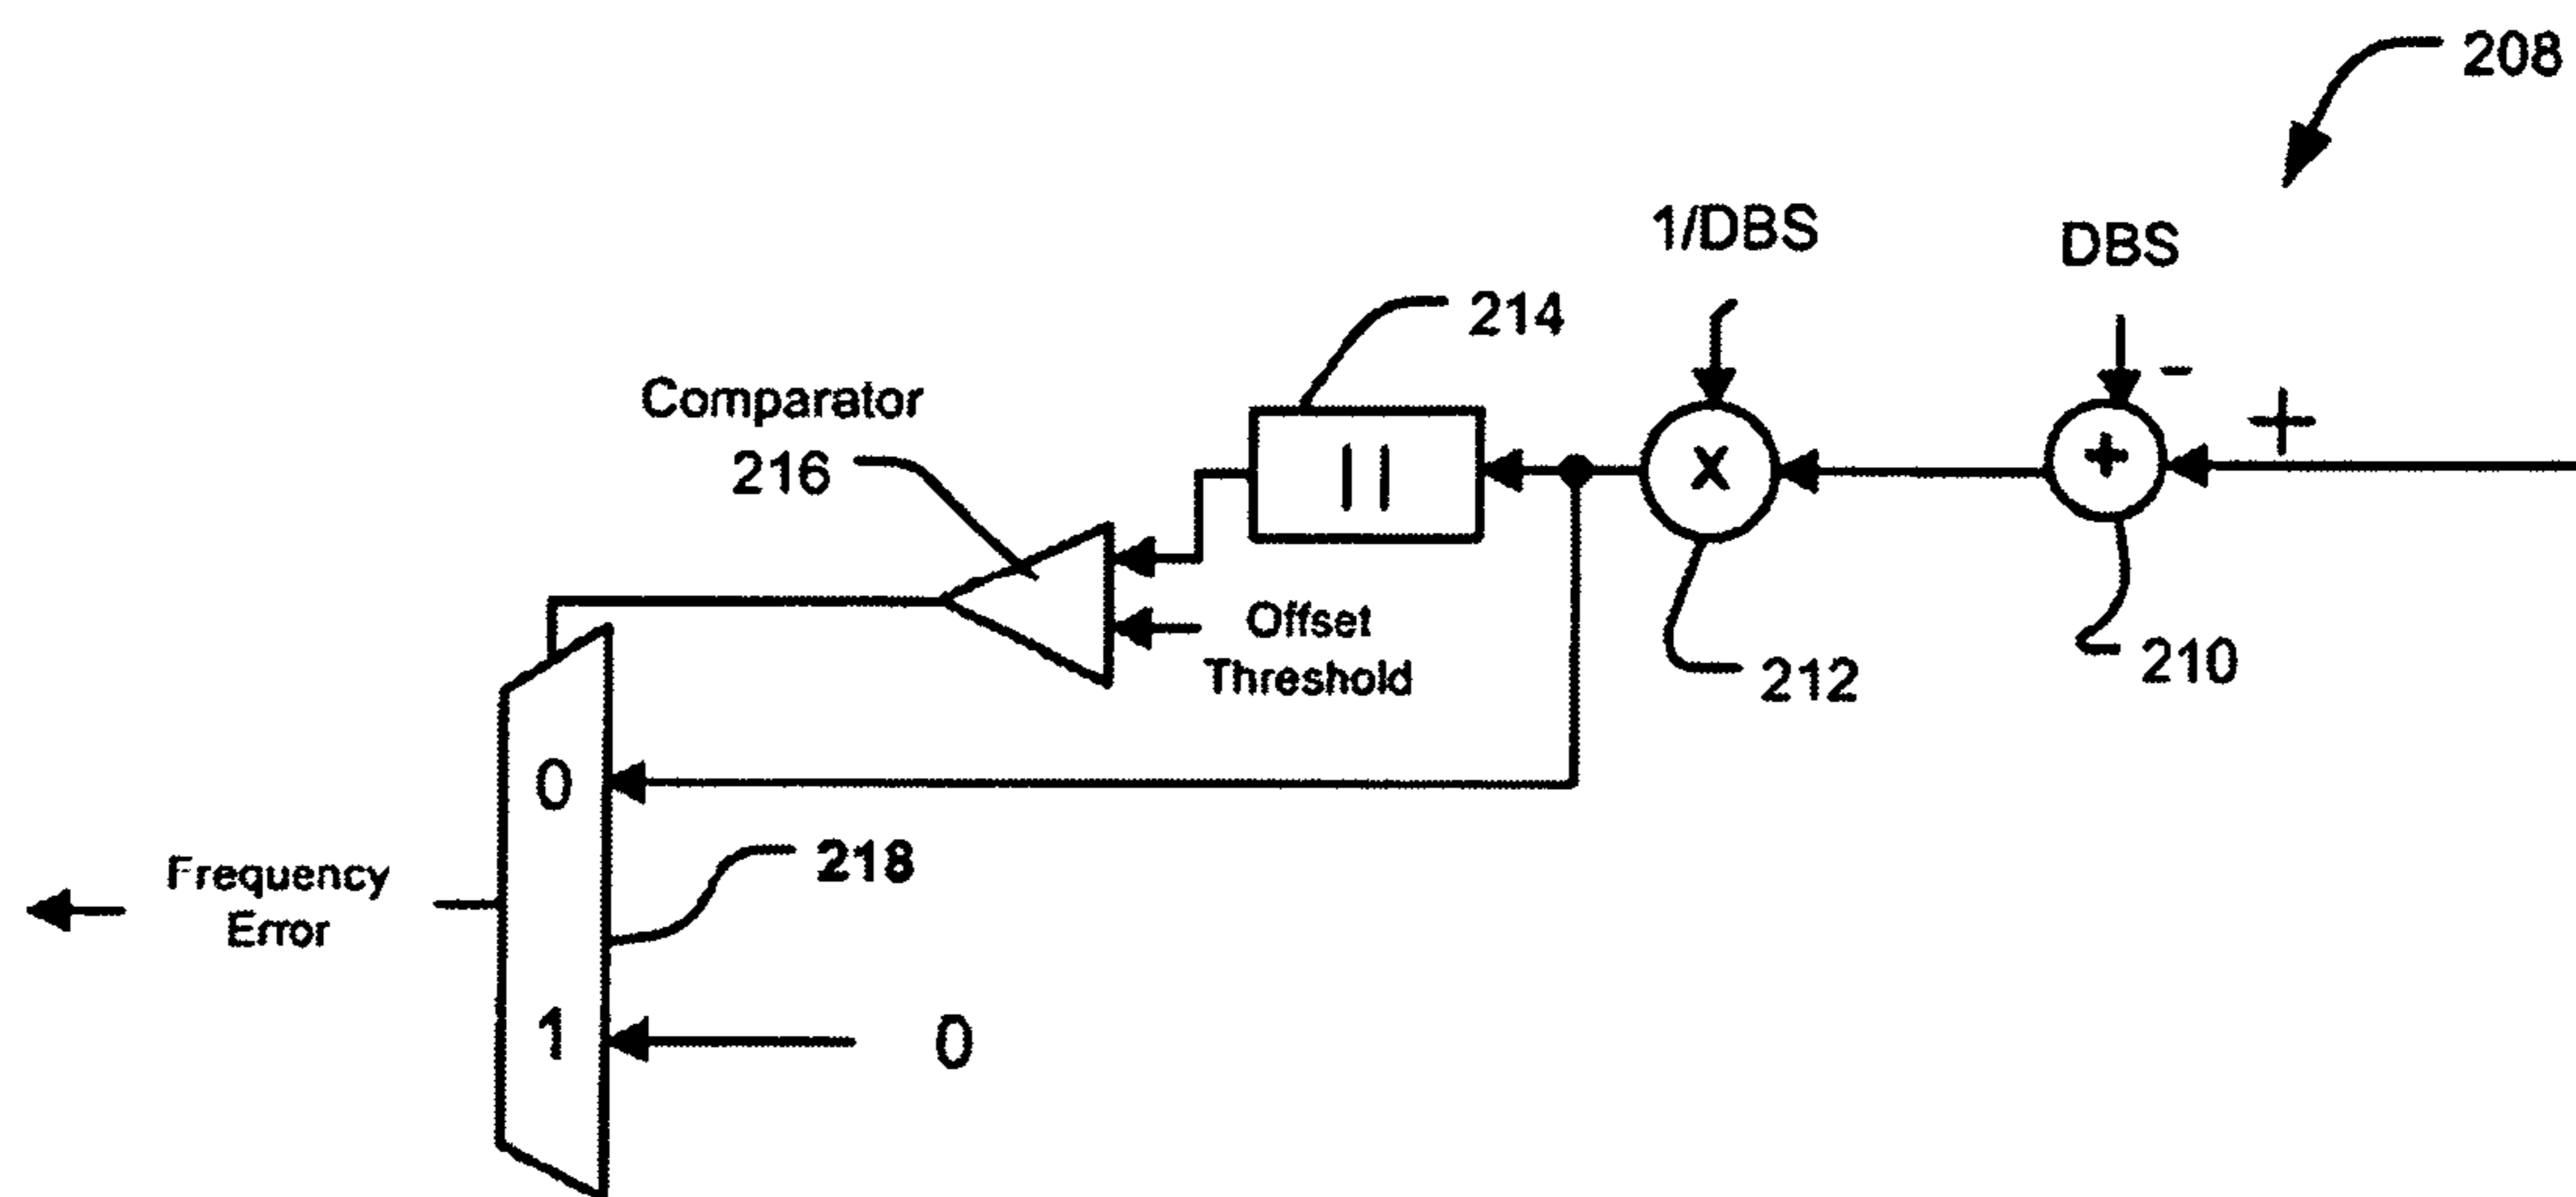 208
1/DBS
DBS
214
-
+
Comparator
216
| |
X
+
Offset
Threshold
212
210
0
218
Frequency
Error
1
0